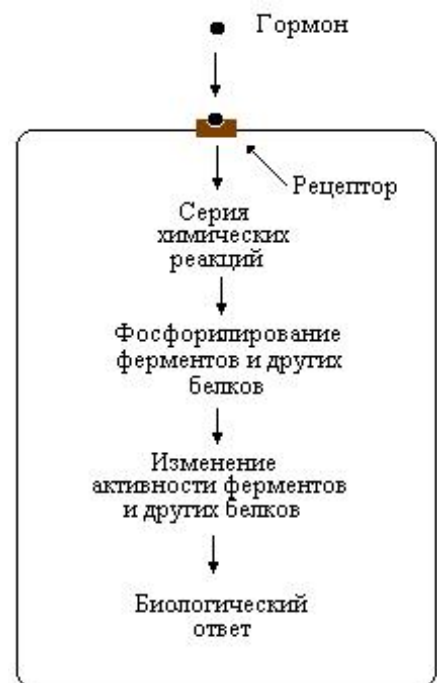 Гормон
Рецептор
Серия
химических
реакций
Фосфорилирование
ферментов и других
белков
Изменение
активности ферментов
и других белков
Биологический
ответ